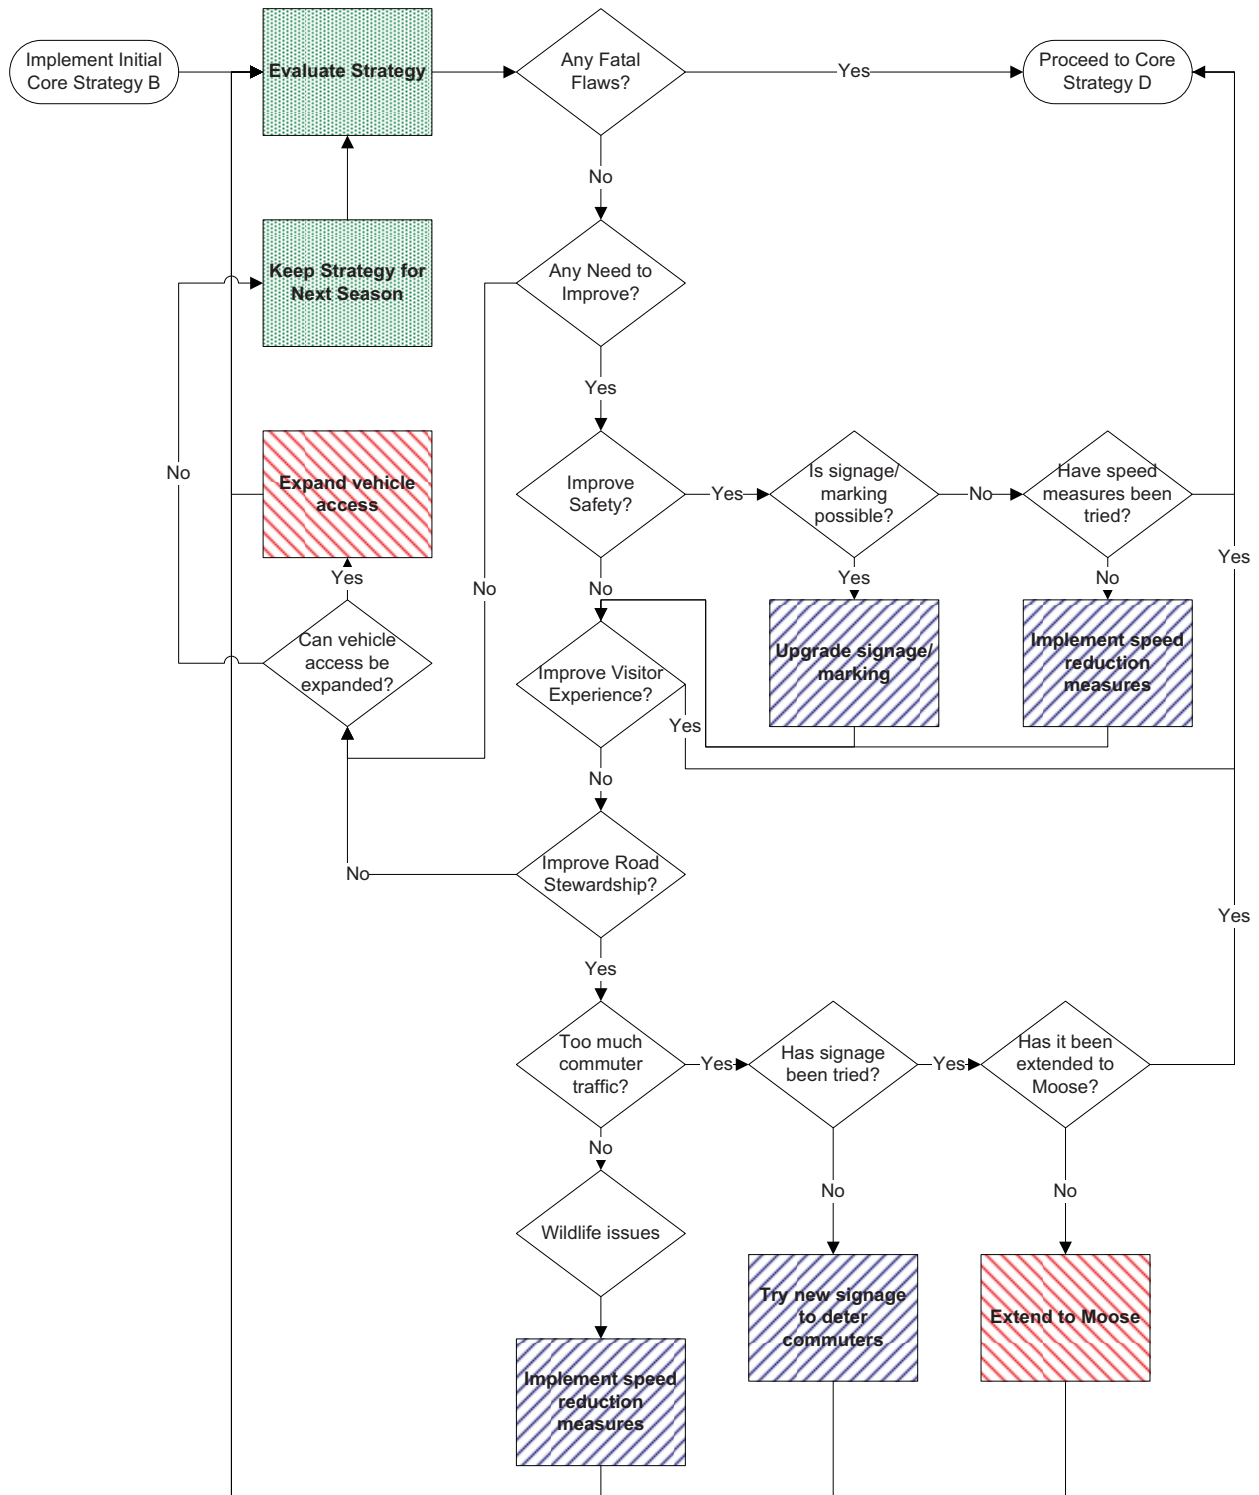 Implement Initial
Core Strategy B
Evaluate Strategy
Any Fatal
Flaws?
Yes
Proceed to Core
Strategy D
No
Keep Strategy for
Next Season
Any Need to
Improve?
Yes
No
Expand vehicle
access
Improve
Safety?
Yes
Is signage/
marking
possible?
No
Have speed
measures been
tried?
Yes
Yes
No
No
Yes
No
Can vehicle
access be
expanded?
Improve Visitor
Experience?
Upgrade signage/
marking
Implement speed
reduction
measures
Yes
No
Improve Road
Stewardship?
No
Yes
Yes
Too much
commuter
traffic?
Yes
Has signage
been tried?
Yes
Has it been
extended to
Moose?
No
No
No
Wildlife issues
Try new signage
to deter
commuters
Extend to Moose
Implement speed
reduction
measures